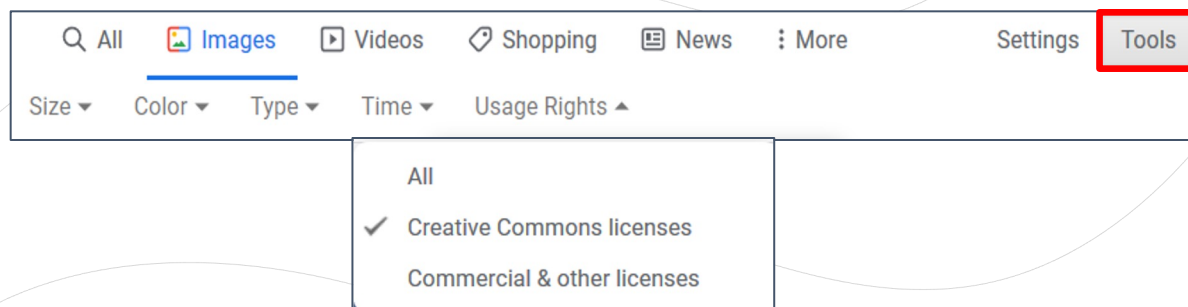 All Images Videos Shopping News More Settings Tools
Size Color Type Time Usage Rights
All
Creative Commons licenses
Commercial & other licenses